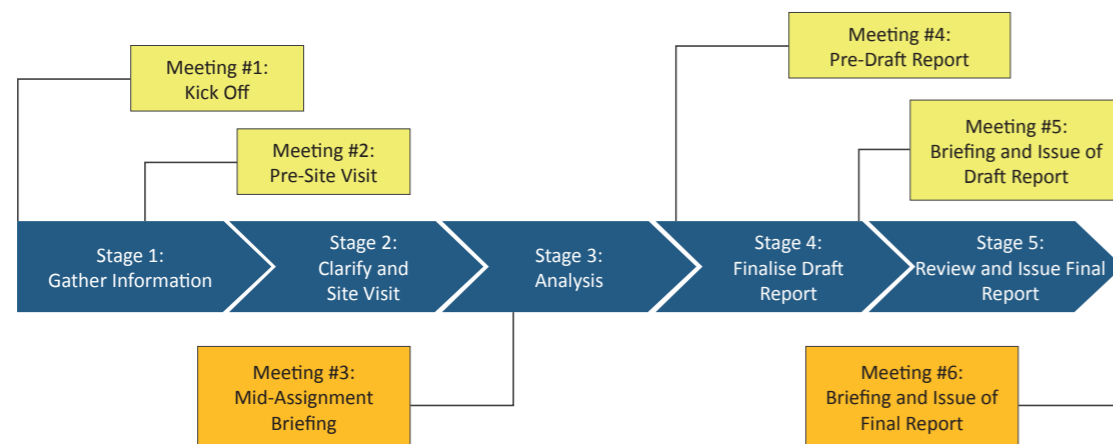 Meeting #1:
Kick Off
Meeting #4:
Pre-Draft Report
Meeting #2:
Pre-Site Visit
Meeting #5:
Briefing and Issue of
Draft Report
Stage 1:
Gather Information
Stage 2:
Clarify and
Site Visit
Stage 3:
Analysis
Stage 4:
Finalise Draft
Report
Stage 5:
Review and Issue Final
Report
Meeting #3:
Mid-Assignment
Briefing
Meeting #6:
Briefing and Issue of
Final Report